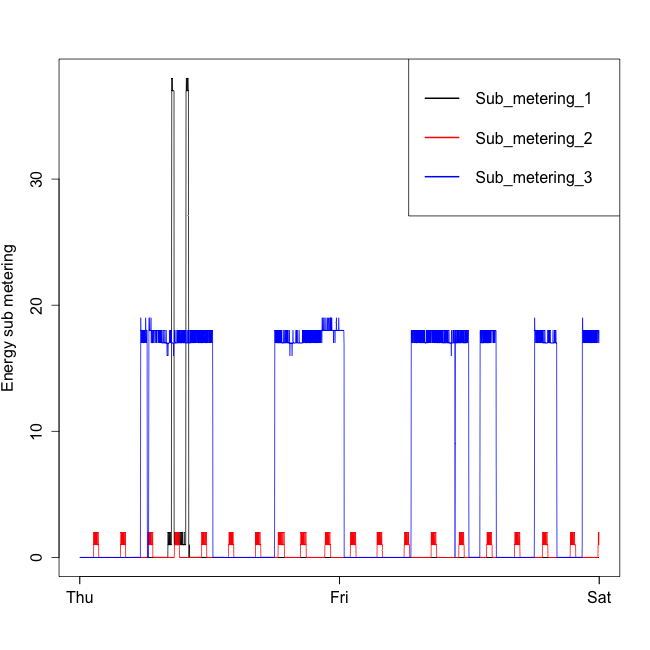 Sub_metering_1
Sub_metering_2
Sub_metering_3
Energy sub metering
30
20
10
0
Thu Fri Sat